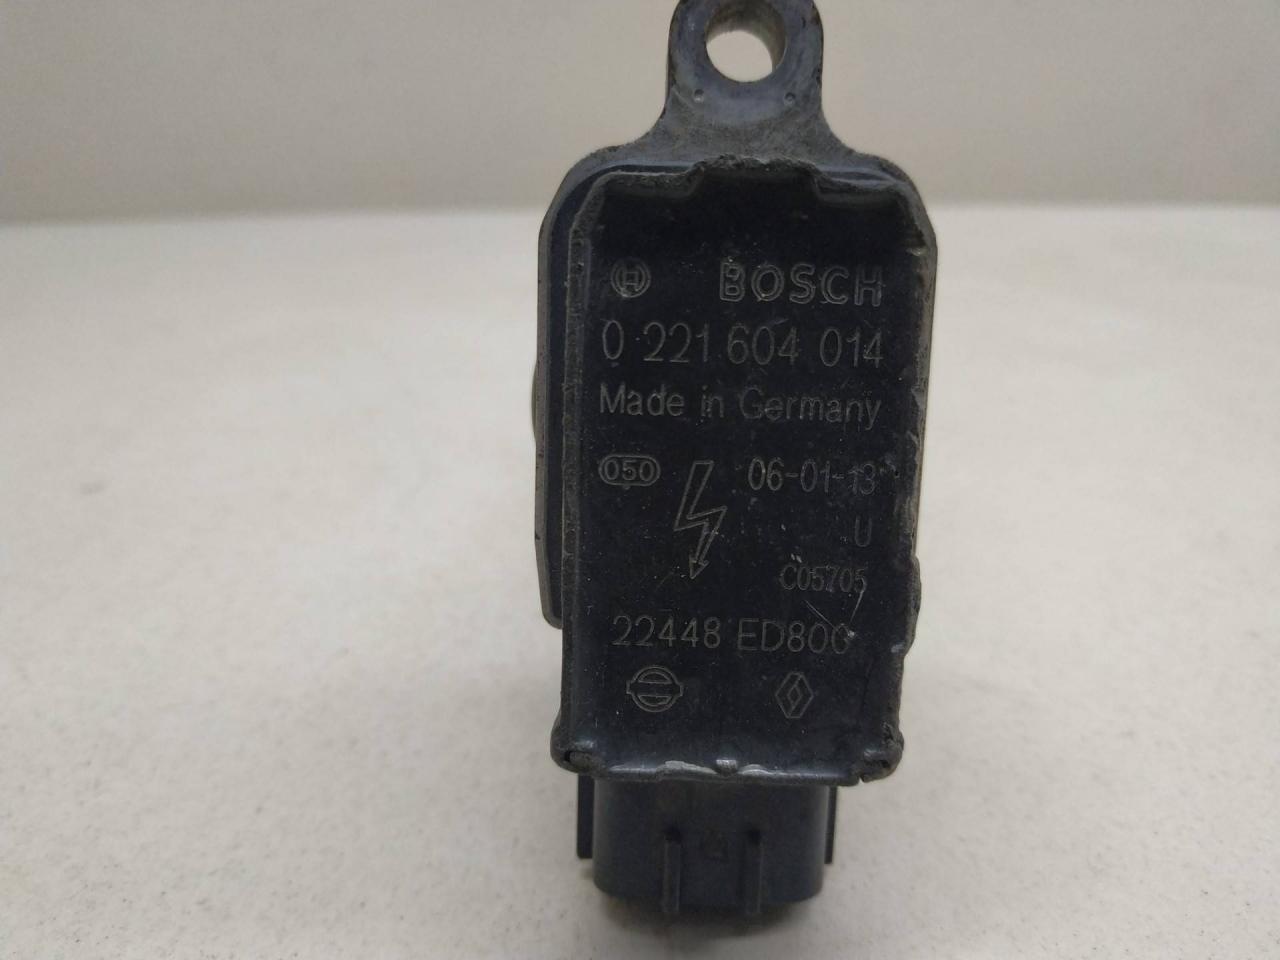 BOSCH
0 221 604 014
Made in Germany
050 06-01-13
U
C05705
22448 ED800